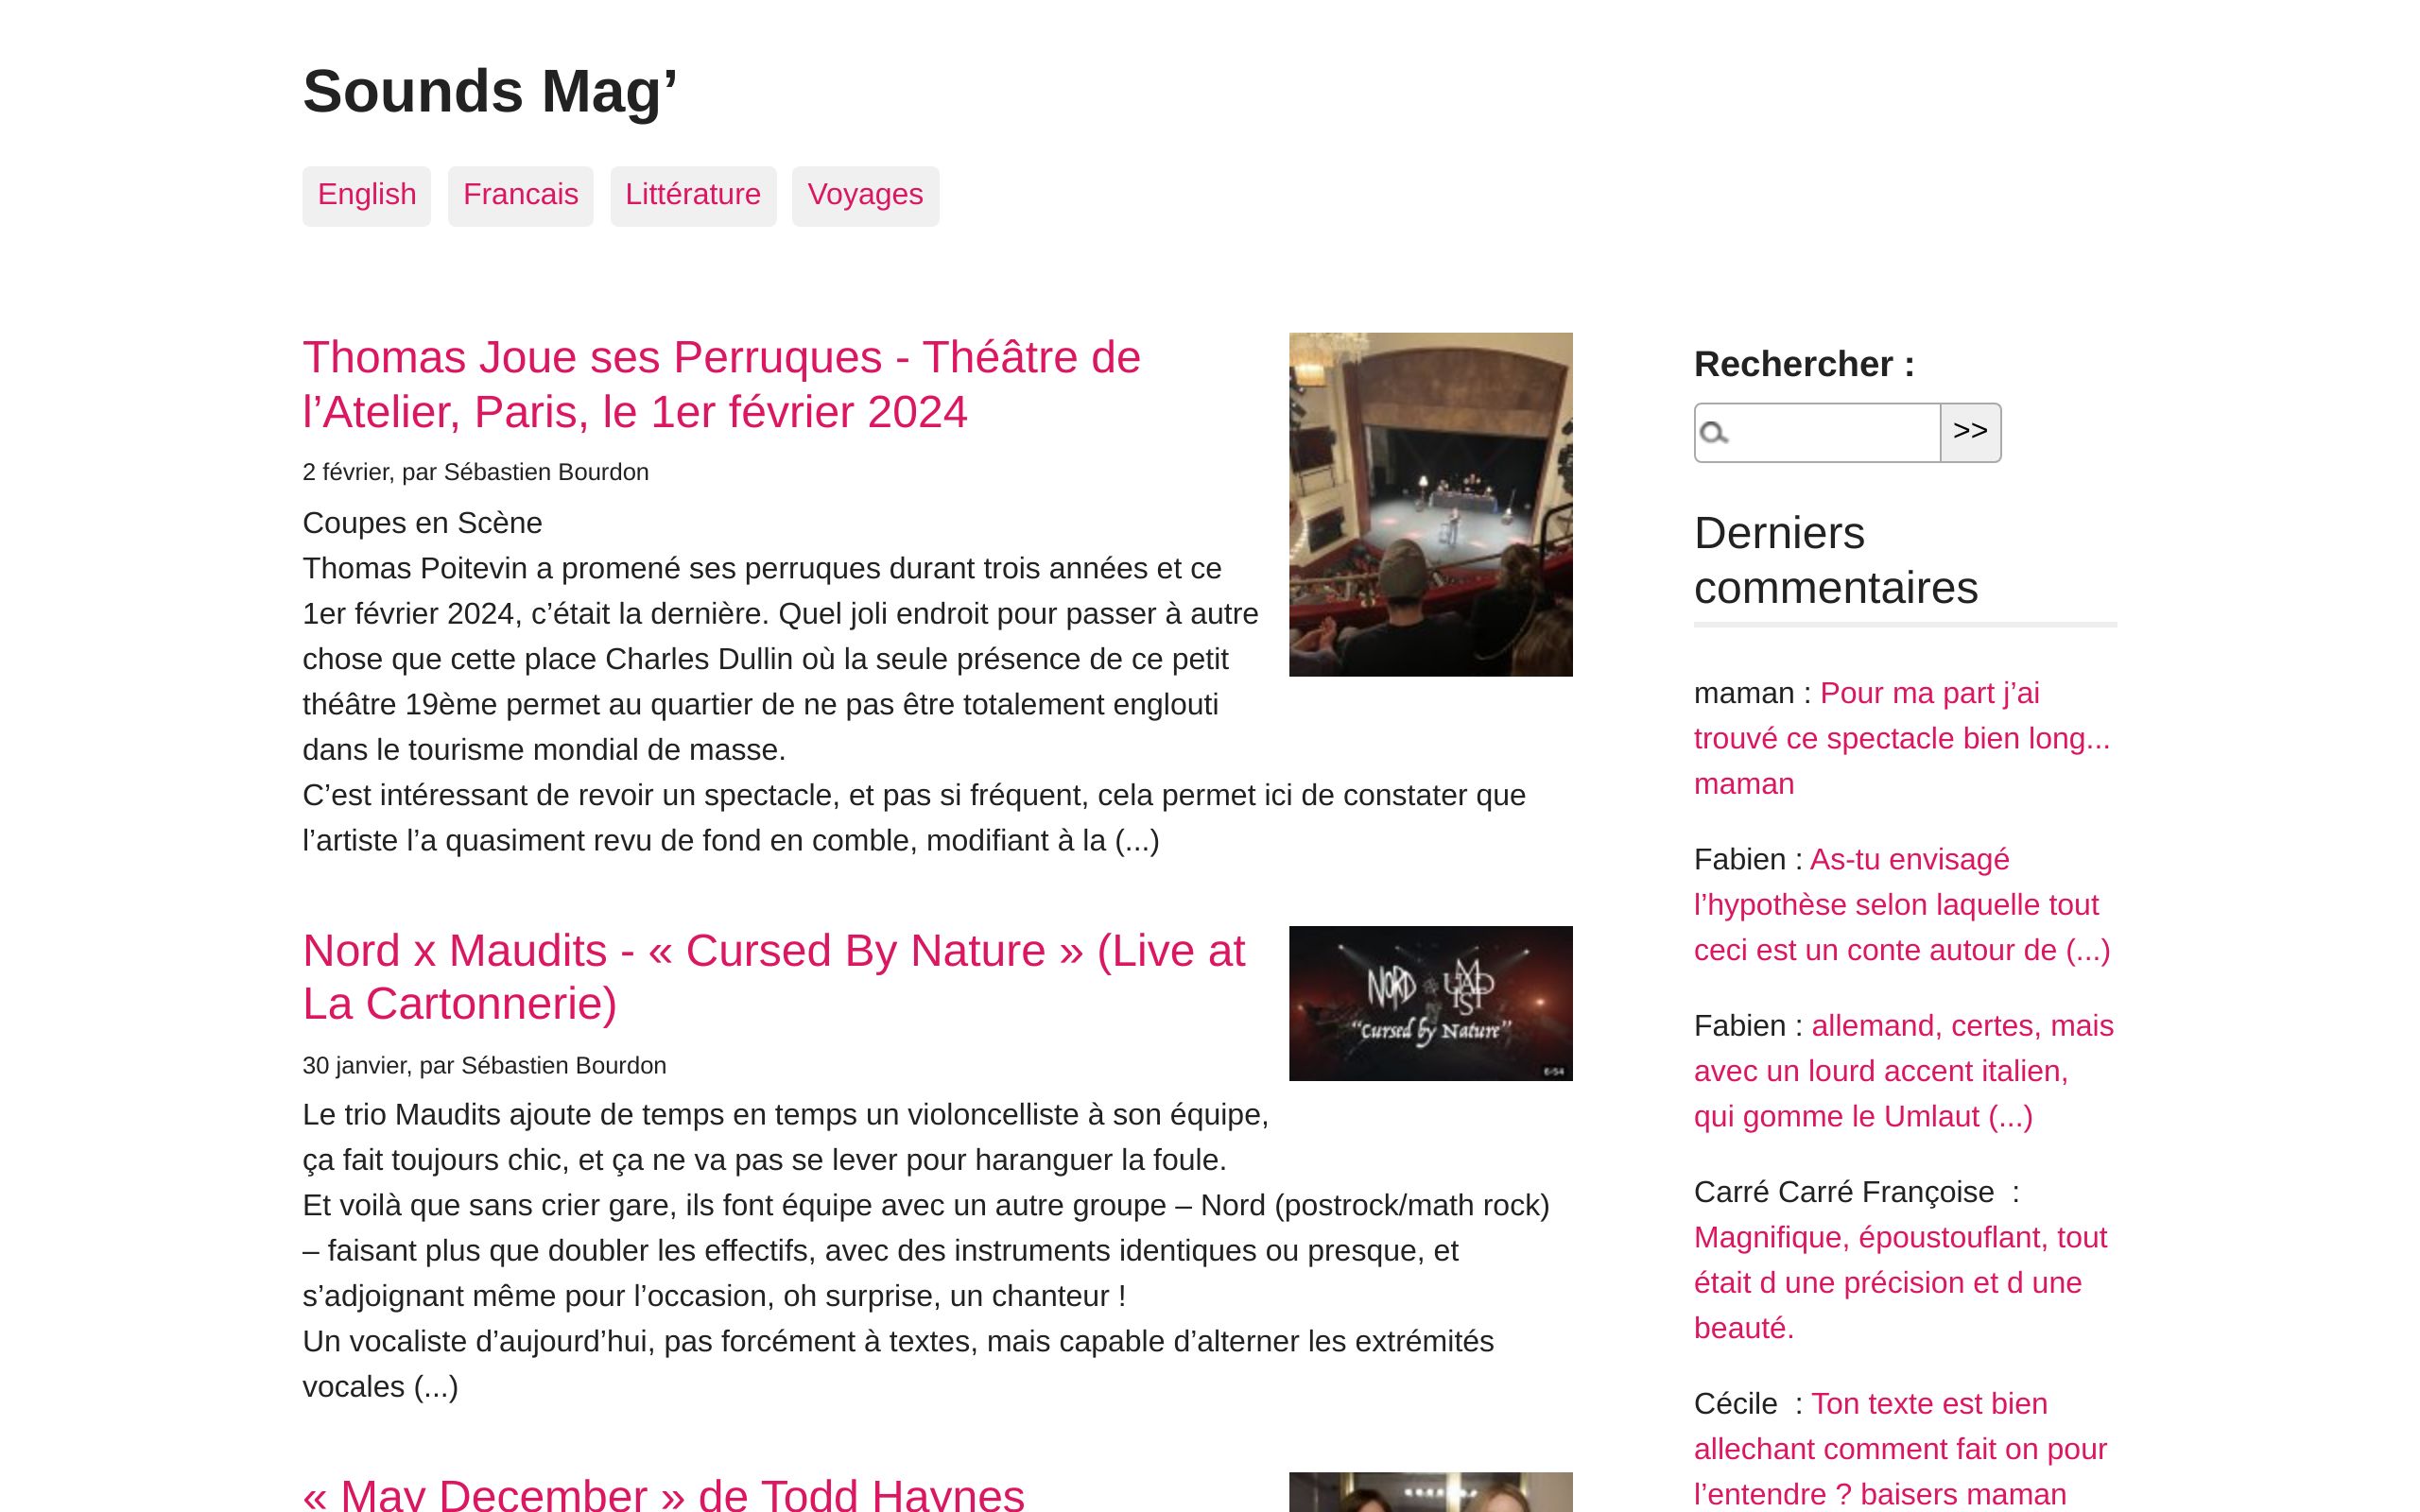 Sounds Mag’
English
Francais
Littérature
Voyages
Thomas Joue ses Perruques - Théâtre de
l’Atelier, Paris, le 1er février 2024
2 février, par Sébastien Bourdon
Coupes en Scène
Thomas Poitevin a promené ses perruques durant trois années et ce
1er février 2024, c’était la dernière. Quel joli endroit pour passer à autre
chose que cette place Charles Dullin où la seule présence de ce petit
théâtre 19ème permet au quartier de ne pas être totalement englouti
dans le tourisme mondial de masse.
C’est intéressant de revoir un spectacle, et pas si fréquent, cela permet ici de constater que
l’artiste l’a quasiment revu de fond en comble, modifiant à la (...)
Nord x Maudits - « Cursed By Nature » (Live at
La Cartonnerie)
30 janvier, par Sébastien Bourdon
NORD
MAUDITS
“Cursed by Nature”
6:54
Le trio Maudits ajoute de temps en temps un violoncelliste à son équipe,
ça fait toujours chic, et ça ne va pas se lever pour haranguer la foule.
Et voilà que sans crier gare, ils font équipe avec un autre groupe – Nord (postrock/math rock)
– faisant plus que doubler les effectifs, avec des instruments identiques ou presque, et
s’adjoignant même pour l’occasion, oh surprise, un chanteur !
Un vocaliste d’aujourd’hui, pas forcément à textes, mais capable d’alterner les extrémités
vocales (...)
« May December » de Todd Haynes
Rechercher :
>>
Derniers
commentaires
maman : Pour ma part j’ai
trouvé ce spectacle bien long...
maman
Fabien : As-tu envisagé
l’hypothèse selon laquelle tout
ceci est un conte autour de (...)
Fabien : allemand, certes, mais
avec un lourd accent italien,
qui gomme le Umlaut (...)
Carré Carré Françoise  :
Magnifique, époustouflant, tout
était d une précision et d une
beauté.
Cécile  : Ton texte est bien
allechant comment fait on pour
l’entendre ? baisers maman